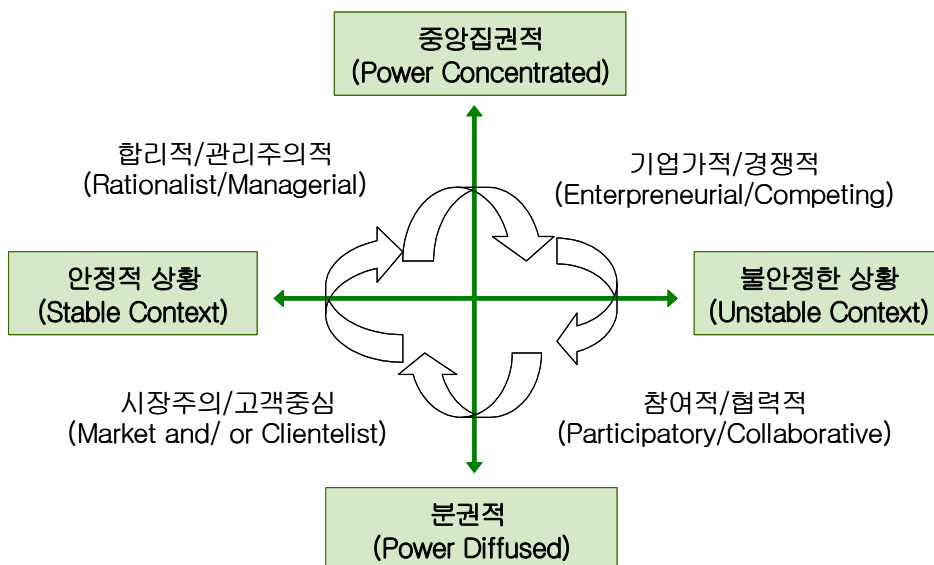 중앙집권적
(Power Concentrated)
합리적/관리주의적
(Rationalist/Managerial)
기업가적/경쟁적
(Enterpreneurial/Competing)
안정적 상황
(Stable Context)
불안정한 상황
(Unstable Context)
시장주의/고객중심
(Market and/ or Clientelist)
참여적/협력적
(Participatory/Collaborative)
분권적
(Power Diffused)